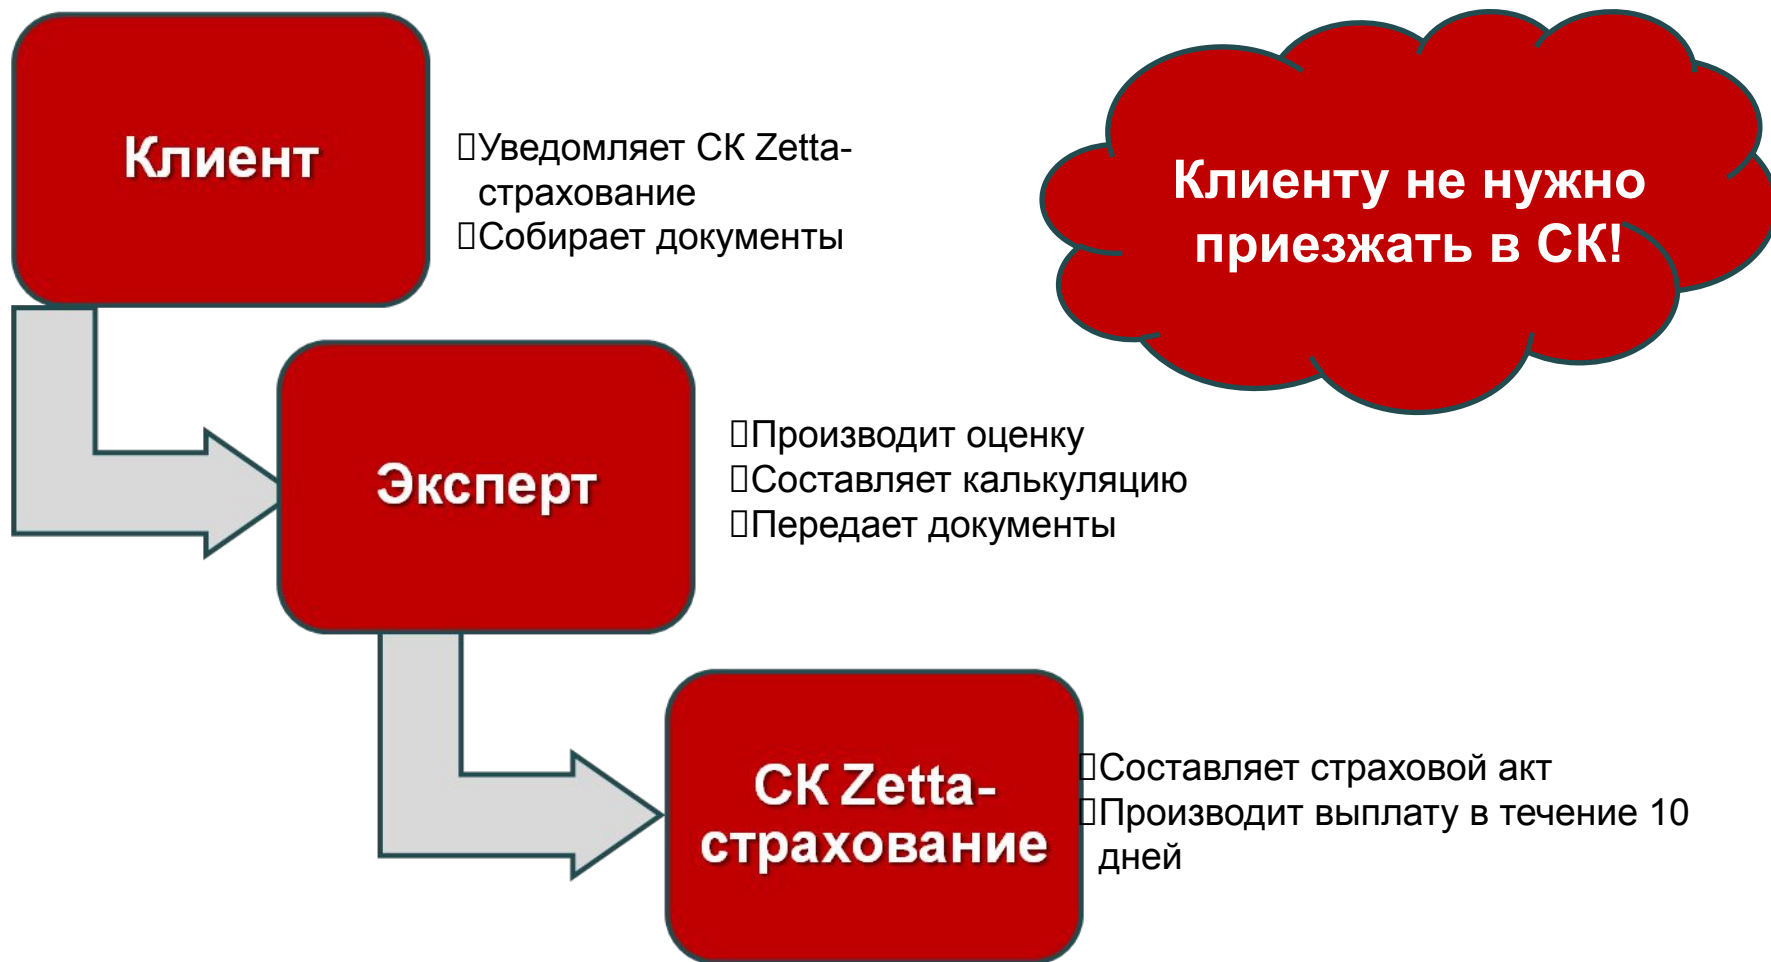 Клиент
Уведомляет СК Zetta-
страхование
Собирает документы
Клиенту не нужно
приезжать в СК!
Эксперт
Производит оценку
Составляет калькуляцию
Передает документы
СК Zetta-
страхование
Составляет страховой акт
Производит выплату в течение 10
дней